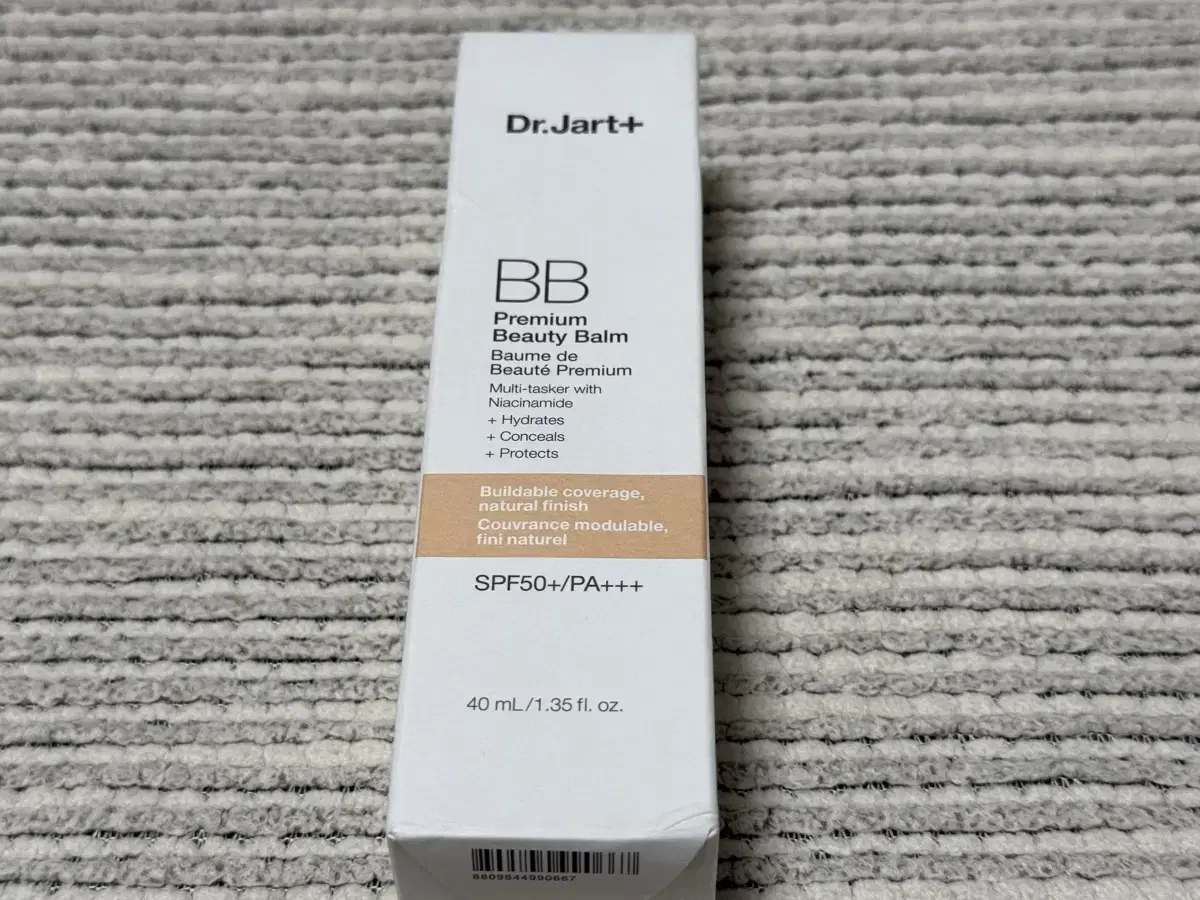 Dr.Jart+
BB
Premium
Beauty Balm
Baume de
Beauté Premium
Multi-tasker with
Niacinamide
+ Hydrates
+ Conceals
+ Protects
Buildable coverage,
natural finish
Couvrance modulable,
fini naturel
SPF50+/PA+++
40 mL/1.35 fl. oz.